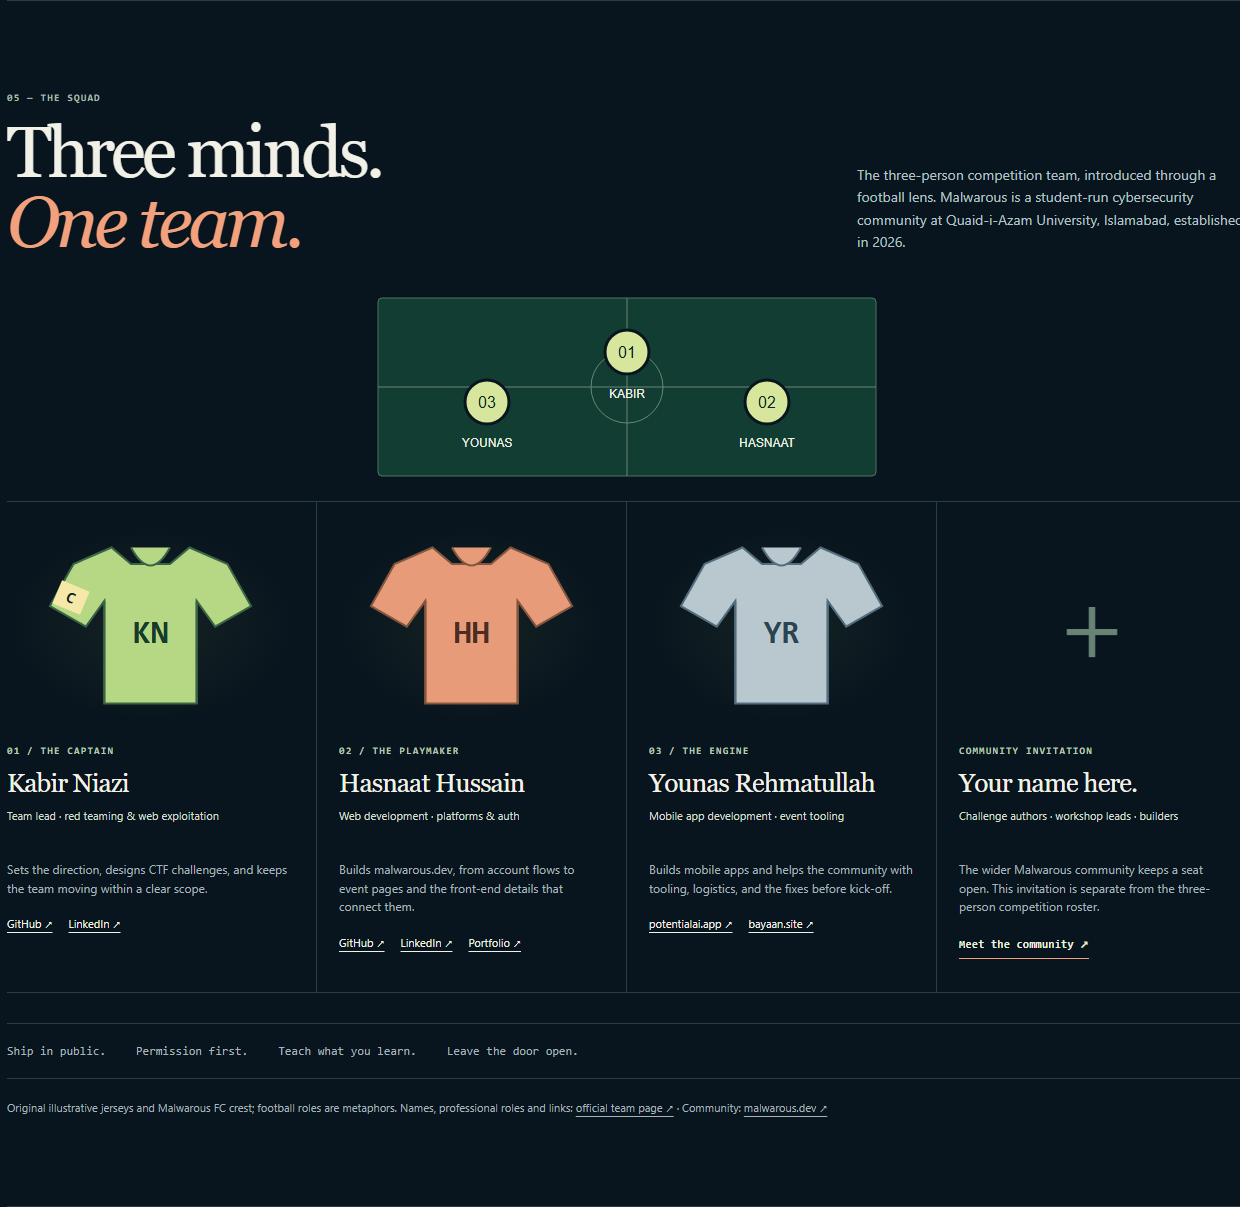 05 — THE SQUAD
Three minds.
One team.
The three-person competition team, introduced through a
football lens. Malwarous is a student-run cybersecurity
community at Quaid-i-Azam University, Islamabad, established
in 2026.
01
KABIR
03
YOUNAS
02
HASNAAT
C
KN
HH
YR
+
01 / THE CAPTAIN
Kabir Niazi
Team lead · red teaming & web exploitation
Sets the direction, designs CTF challenges, and keeps
the team moving within a clear scope.
GitHub ↗ LinkedIn ↗
02 / THE PLAYMAKER
Hasnaat Hussain
Web development · platforms & auth
Builds malwarous.dev, from account flows to
event pages and the front-end details that
connect them.
GitHub ↗ LinkedIn ↗ Portfolio ↗
03 / THE ENGINE
Younas Rehmatullah
Mobile app development · event tooling
Builds mobile apps and helps the community with
tooling, logistics, and the fixes before kick-off.
potentialai.app ↗ bayaan.site ↗
COMMUNITY INVITATION
Your name here.
Challenge authors · workshop leads · builders
The wider Malwarous community keeps a seat
open. This invitation is separate from the three-
person competition roster.
Meet the community ↗
Ship in public. Permission first. Teach what you learn. Leave the door open.
Original illustrative jerseys and Malwarous FC crest; football roles are metaphors. Names, professional roles and links: official team page ↗ · Community: malwarous.dev ↗